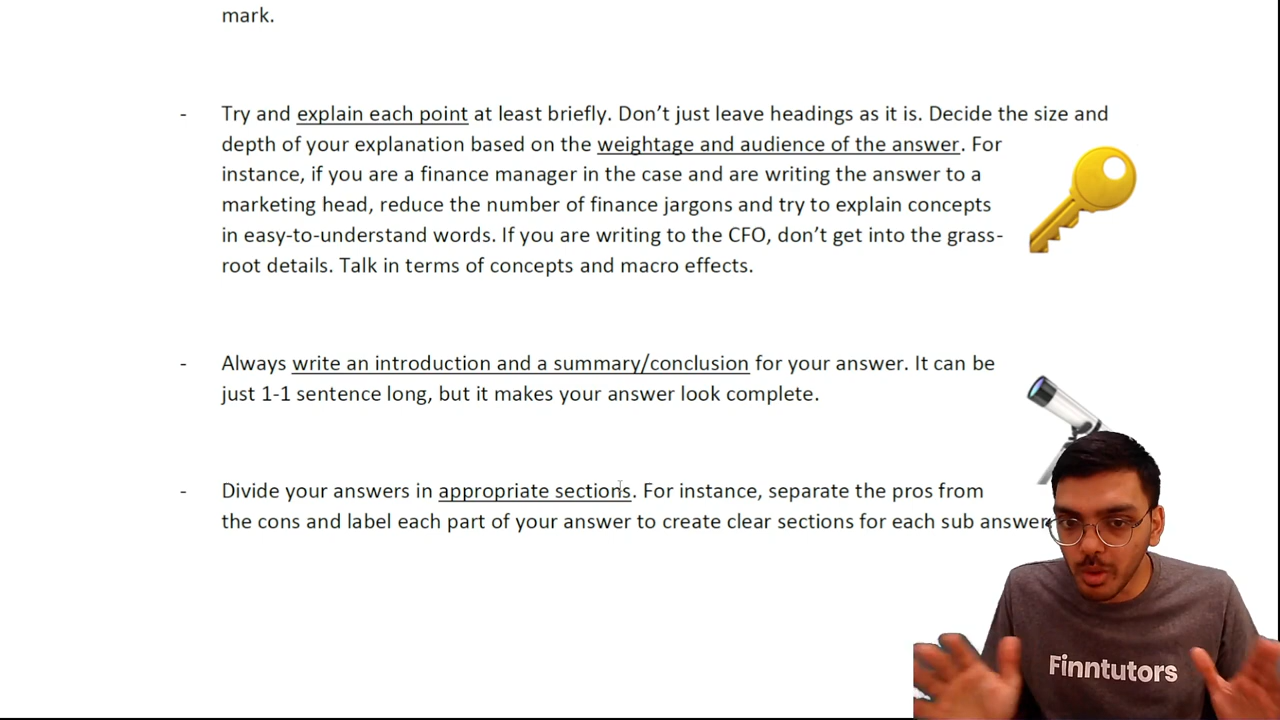 mark.
- Try and explain each point at least briefly. Don’t just leave headings as it is. Decide the size and
depth of your explanation based on the weightage and audience of the answer. For
instance, if you are a finance manager in the case and are writing the answer to a
marketing head, reduce the number of finance jargons and try to explain concepts
in easy-to-understand words. If you are writing to the CFO, don’t get into the grass-
root details. Talk in terms of concepts and macro effects.
- Always write an introduction and a summary/conclusion for your answer. It can be
just 1-1 sentence long, but it makes your answer look complete.
- Divide your answers in appropriate sections. For instance, separate the pros from
the cons and label each part of your answer to create clear sections for each sub answer
Finntutors